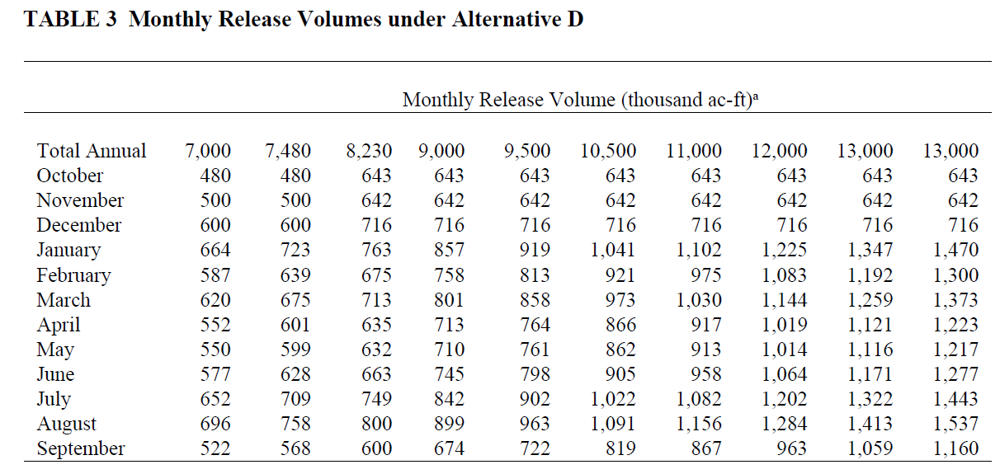 TABLE 3 Monthly Release Volumes under Alternative D
Monthly Release Volume (thousand ac-ft)ᵃ
Total Annual 7,000 7,480 8,230 9,000 9,500 10,500 11,000 12,000 13,000 13,000
October 480 480 643 643 643 643 643 643 643 643
November 500 500 642 642 642 642 642 642 642 642
December 600 600 716 716 716 716 716 716 716 716
January 664 723 763 857 919 1,041 1,102 1,225 1,347 1,470
February 587 639 675 758 813 921 975 1,083 1,192 1,300
March 620 675 713 801 858 973 1,030 1,144 1,259 1,373
April 552 601 635 713 764 866 917 1,019 1,121 1,223
May 550 599 632 710 761 862 913 1,014 1,116 1,217
June 577 628 663 745 798 905 958 1,064 1,171 1,277
July 652 709 749 842 902 1,022 1,082 1,202 1,322 1,443
August 696 758 800 899 963 1,091 1,156 1,284 1,413 1,537
September 522 568 600 674 722 819 867 963 1,059 1,160